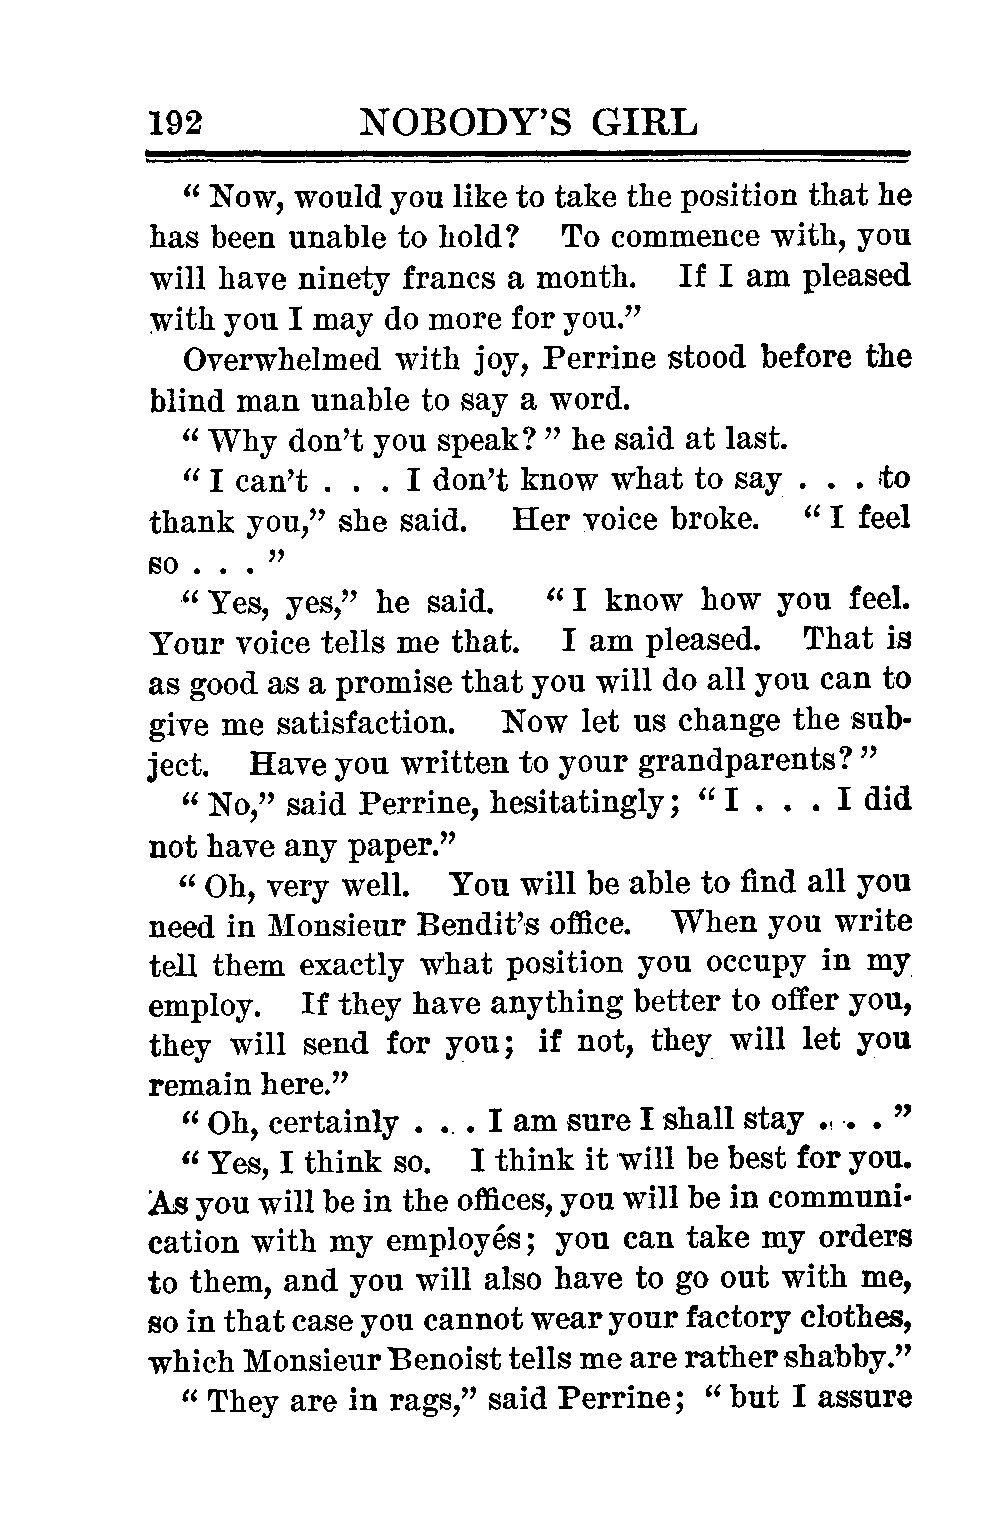 192 NOBODY'S GIRL
“ Now, would you like to take the position that he
has been unable to hold? To commence with, you
will have ninety francs a month. If I am pleased
with you I may do more for you.”
Overwhelmed with joy, Perrine stood before the
blind man unable to say a word.
“ Why don't you speak? ” he said at last.
“ I can't . . . I don't know what to say . . . to
thank you,” she said. Her voice broke. “ I feel
so . . . ”
“ Yes, yes,” he said. “ I know how you feel.
Your voice tells me that. I am pleased. That is
as good as a promise that you will do all you can to
give me satisfaction. Now let us change the sub-
ject. Have you written to your grandparents? ”
“ No,” said Perrine, hesitatingly; “ I . . . I did
not have any paper.”
“ Oh, very well. You will be able to find all you
need in Monsieur Bendit's office. When you write
tell them exactly what position you occupy in my
employ. If they have anything better to offer you,
they will send for you; if not, they will let you
remain here.”
“ Oh, certainly . . . I am sure I shall stay . . . ”
“ Yes, I think so. I think it will be best for you.
As you will be in the offices, you will be in communi-
cation with my employés; you can take my orders
to them, and you will also have to go out with me,
so in that case you cannot wear your factory clothes,
which Monsieur Benoist tells me are rather shabby.”
“ They are in rags,” said Perrine; “ but I assure